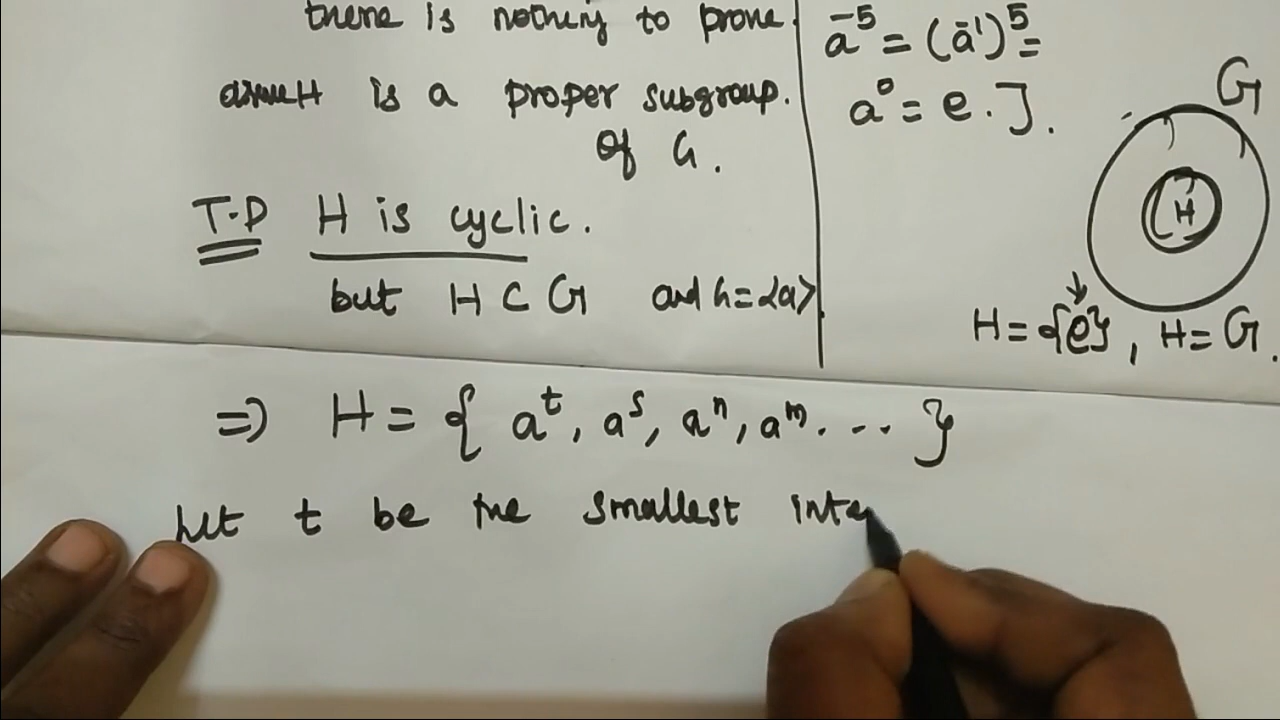 there is nothing to prove.
assume H is a proper subgroup.
of G.
T.P H is cyclic.
but H ⊂ G and G = <a>
a⁻⁵ = (a⁻¹)⁵ =
a⁰ = e.].
G
H
H = {e}, H = G.
⇒ H = { aᵗ, aˢ, aⁿ, aᵐ. ... }
Let t be the smallest inte